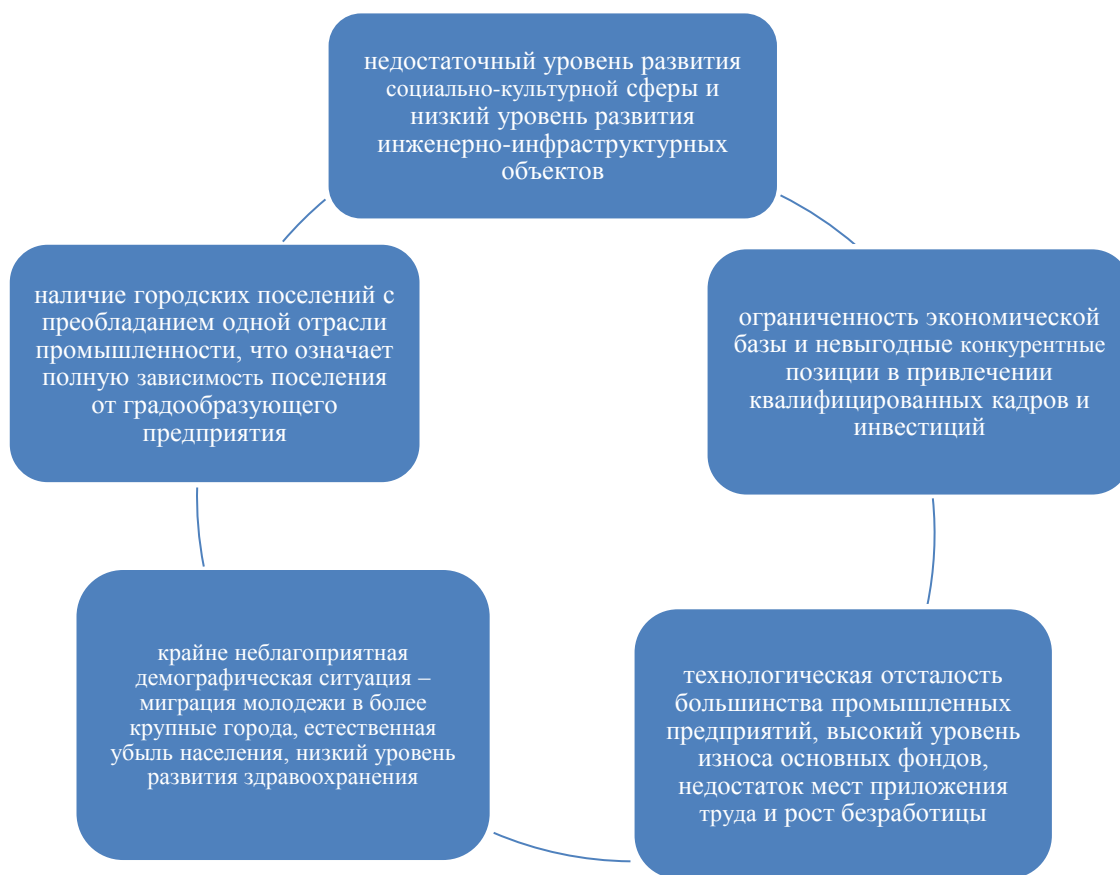 недостаточный уровень развития
социально-культурной сферы и
низкий уровень развития
инженерно-инфраструктурных
объектов
наличие городских поселений с
преобладанием одной отрасли
промышленности, что означает
полную зависимость поселения
от градообразующего
предприятия
ограниченность экономической
базы и невыгодные конкурентные
позиции в привлечении
квалифицированных кадров и
инвестиций
крайне неблагоприятная
демографическая ситуация –
миграция молодежи в более
крупные города, естественная
убыль населения, низкий уровень
развития здравоохранения
технологическая отсталость
большинства промышленных
предприятий, высокий уровень
износа основных фондов,
недостаток мест приложения
труда и рост безработицы